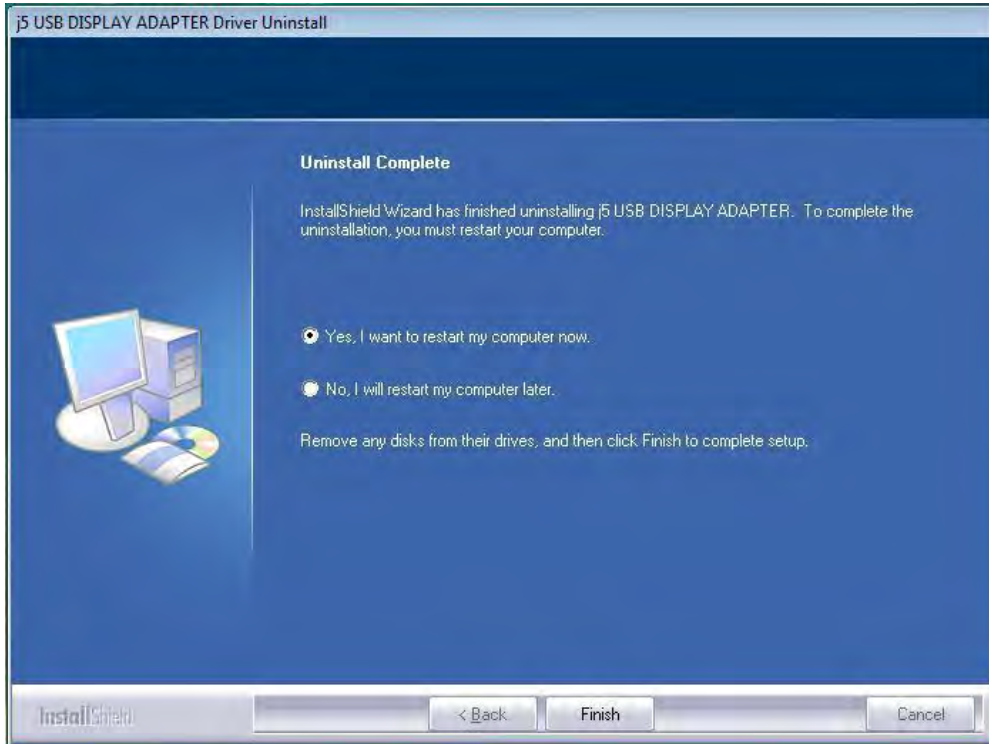 j5 USB DISPLAY ADAPTER Driver Uninstall
Uninstall Complete
InstallShield Wizard has finished uninstalling j5 USB DISPLAY ADAPTER. To complete the
uninstallation, you must restart your computer.
Yes, I want to restart my computer now.
No, I will restart my computer later.
Remove any disks from their drives, and then click Finish to complete setup.
InstallShield
< Back
Finish
Cancel